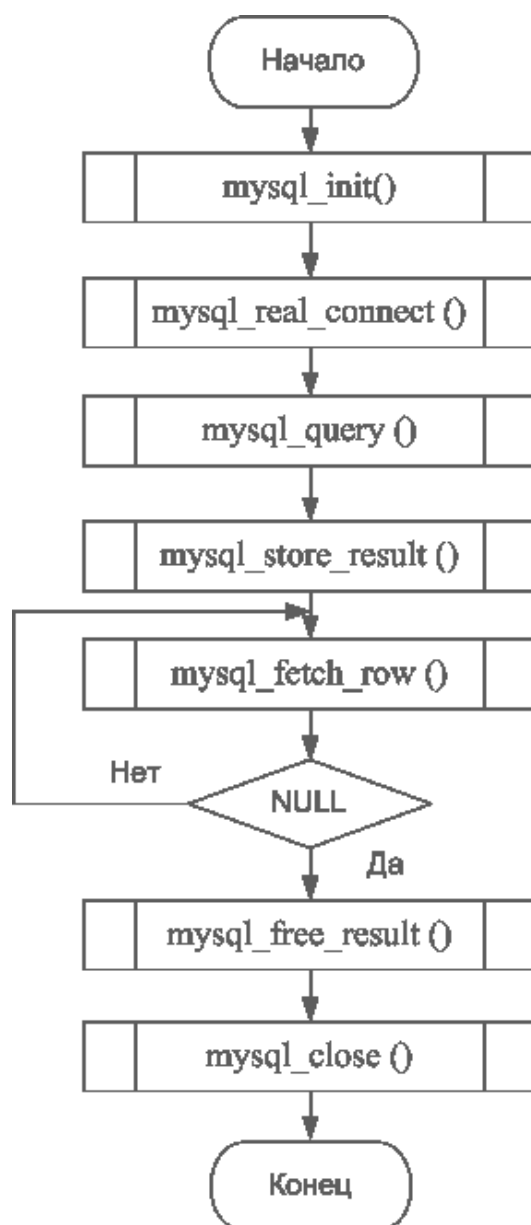 Начало
mysql_init()
mysql_real_connect ()
mysql_query ()
mysql_store_result ()
mysql_fetch_row ()
Нет
NULL
Да
mysql_free_result ()
mysql_close ()
Конец